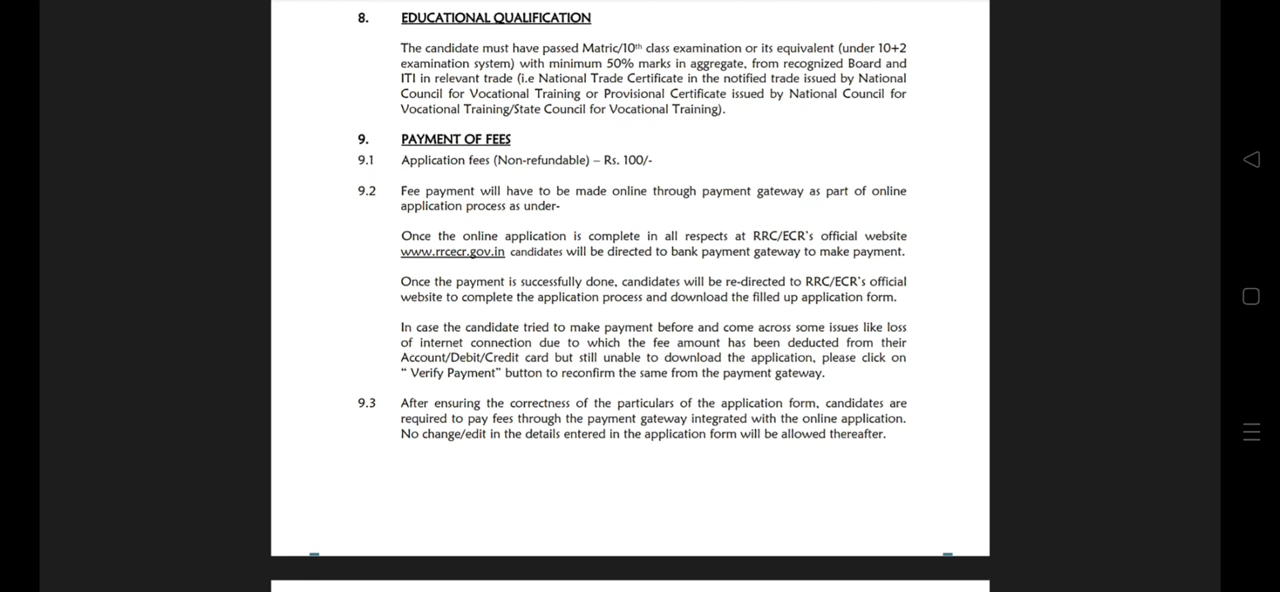 8. EDUCATIONAL QUALIFICATION
The candidate must have passed Matric/10th class examination or its equivalent (under 10+2
examination system) with minimum 50% marks in aggregate, from recognized Board and
ITI in relevant trade (i.e National Trade Certificate in the notified trade issued by National
Council for Vocational Training or Provisional Certificate issued by National Council for
Vocational Training/State Council for Vocational Training).
9. PAYMENT OF FEES
9.1 Application fees (Non-refundable) – Rs. 100/-
9.2 Fee payment will have to be made online through payment gateway as part of online
application process as under-
Once the online application is complete in all respects at RRC/ECR's official website
www.rrcecr.gov.in candidates will be directed to bank payment gateway to make payment.
Once the payment is successfully done, candidates will be re-directed to RRC/ECR's official
website to complete the application process and download the filled up application form.
In case the candidate tried to make payment before and come across some issues like loss
of internet connection due to which the fee amount has been deducted from their
Account/Debit/Credit card but still unable to download the application, please click on
“ Verify Payment” button to reconfirm the same from the payment gateway.
9.3 After ensuring the correctness of the particulars of the application form, candidates are
required to pay fees through the payment gateway integrated with the online application.
No change/edit in the details entered in the application form will be allowed thereafter.